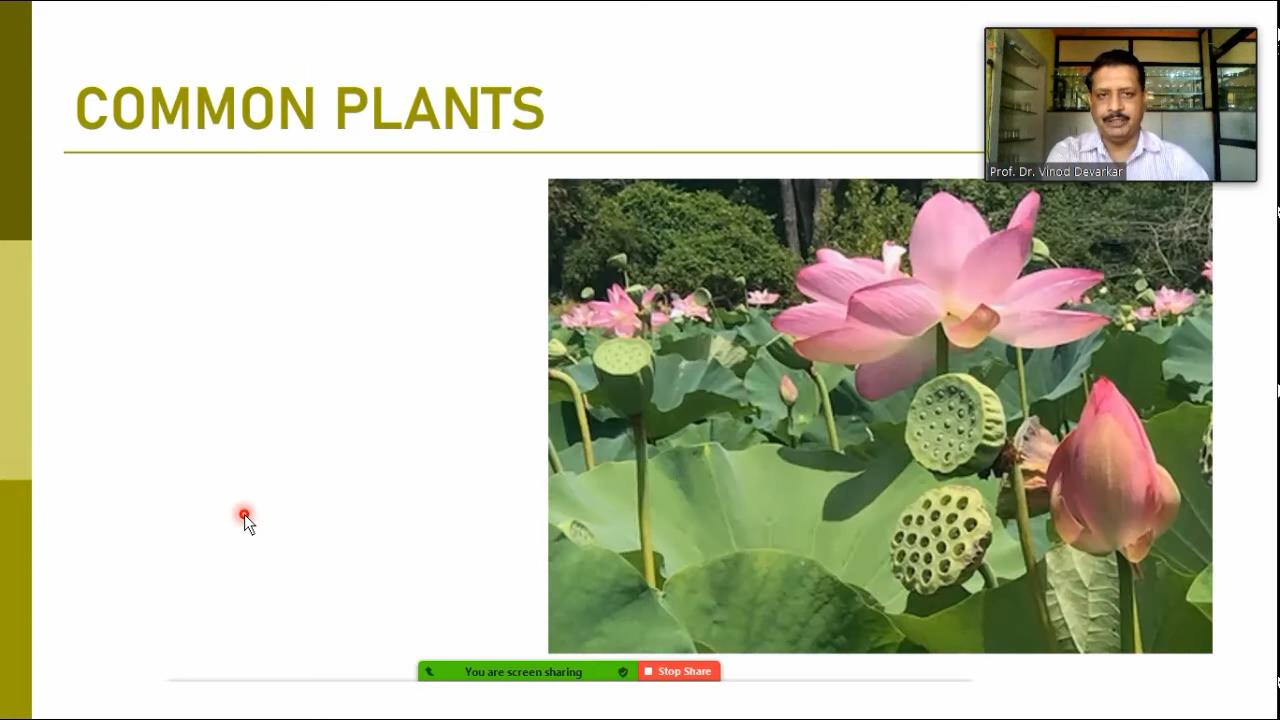 COMMON PLANTS
Prof. Dr. Vinod Devarkar
You are screen sharing
Stop Share